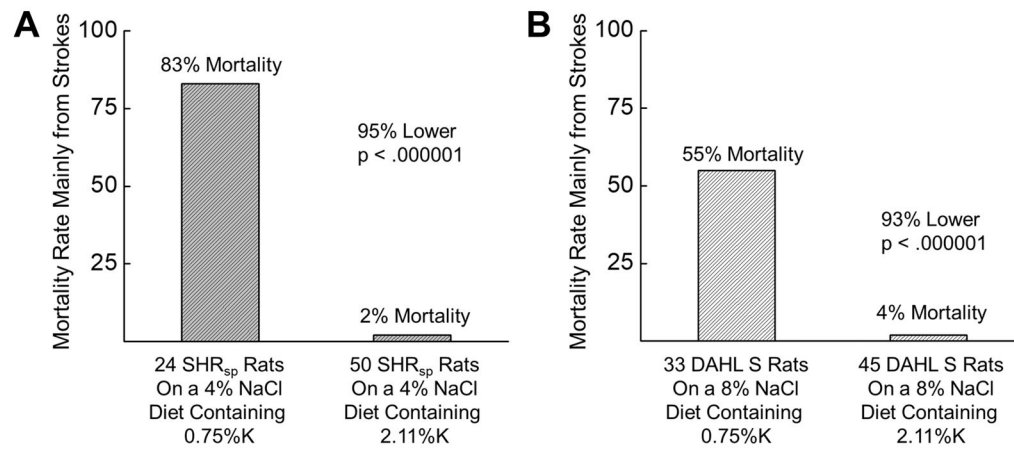 A
Mortality Rate Mainly from Strokes
100
75
50
25
83% Mortality
95% Lower
p < .000001
2% Mortality
24 SHRsp Rats
On a 4% NaCl
Diet Containing
0.75%K
50 SHRsp Rats
On a 4% NaCl
Diet Containing
2.11%K
B
Mortality Rate Mainly from Strokes
100
75
50
25
55% Mortality
93% Lower
p < .000001
4% Mortality
33 DAHL S Rats
On a 8% NaCl
Diet Containing
0.75%K
45 DAHL S Rats
On a 8% NaCl
Diet Containing
2.11%K